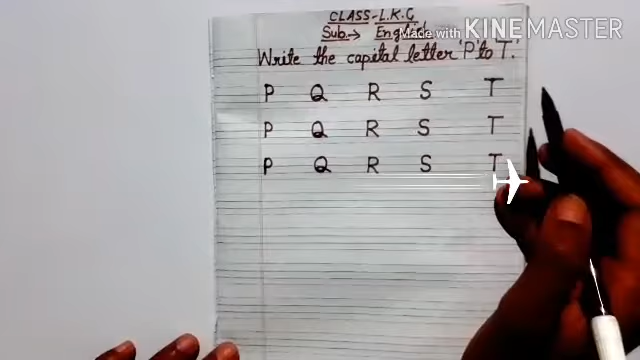 CLASS-L.K.G
Sub.→ English
Made with KINEMASTER
Write the capital letter 'P' to 'T'.
P Q R S T
P Q R S T
P Q R S T